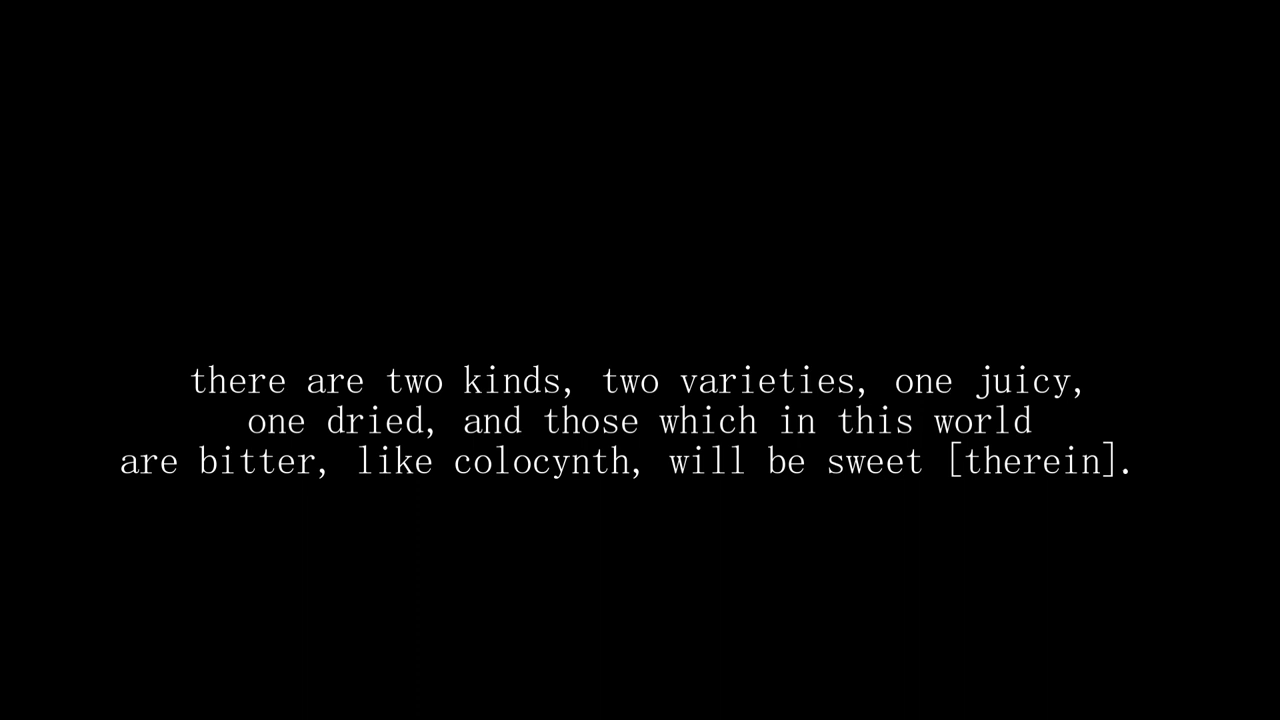 there are two kinds, two varieties, one juicy,
one dried, and those which in this world
are bitter, like colocynth, will be sweet [therein].